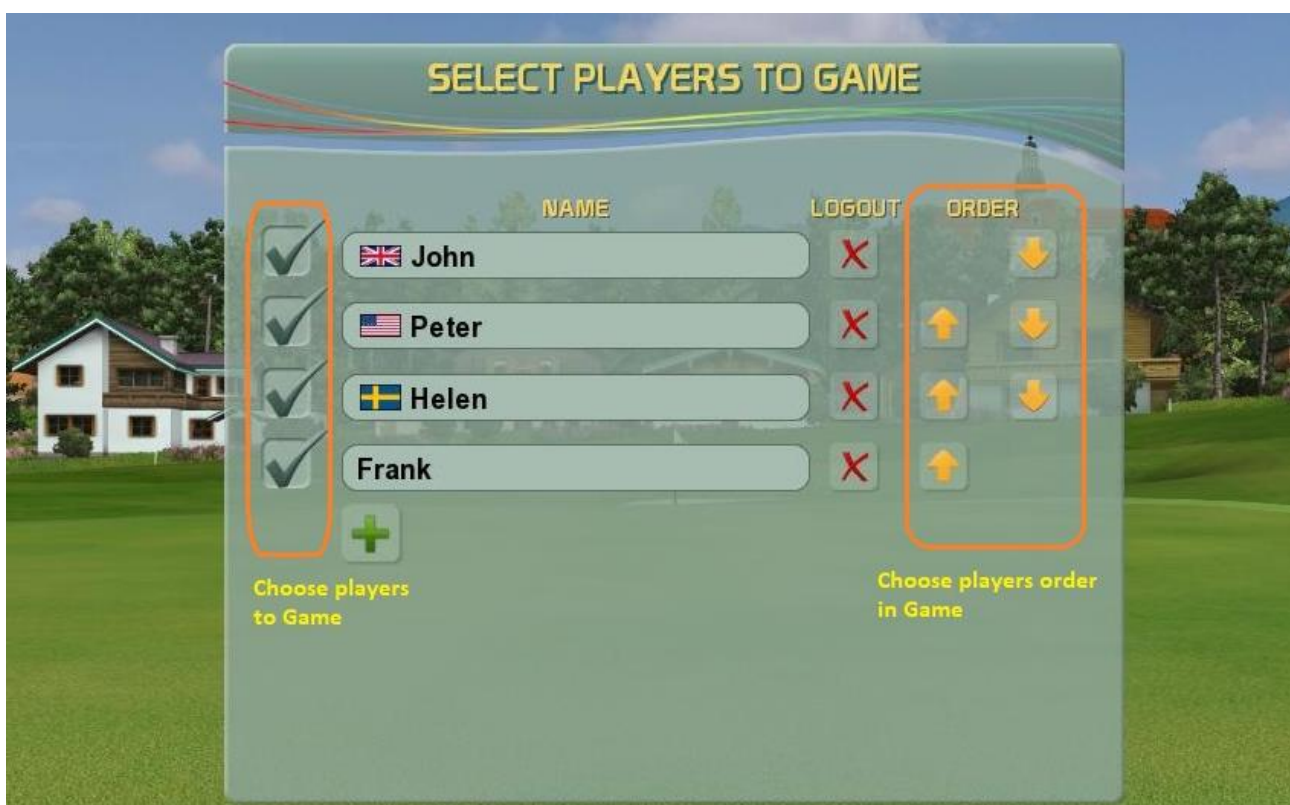 SELECT PLAYERS TO GAME
NAME LOGOUT ORDER
John
Peter
Helen
Frank
Choose players
to Game
Choose players order
in Game